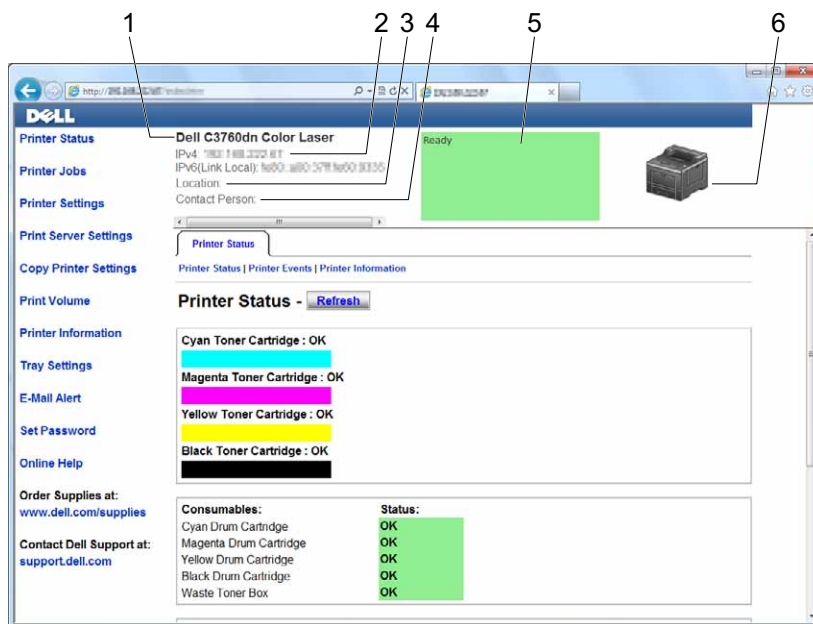 1 2 3 4 5 6
http://
DELL
Printer Status
Printer Jobs
Printer Settings
Print Server Settings
Copy Printer Settings
Print Volume
Printer Information
Tray Settings
E-Mail Alert
Set Password
Online Help
Order Supplies at:
www.dell.com/supplies
Contact Dell Support at:
support.dell.com
Dell C3760dn Color Laser
IPv4:
IPv6(Link Local):
Location:
Contact Person:
Ready
Printer Status
Printer Status | Printer Events | Printer Information
Printer Status - Refresh
Cyan Toner Cartridge : OK
Magenta Toner Cartridge : OK
Yellow Toner Cartridge : OK
Black Toner Cartridge : OK
Consumables: Status:
Cyan Drum Cartridge OK
Magenta Drum Cartridge OK
Yellow Drum Cartridge OK
Black Drum Cartridge OK
Waste Toner Box OK